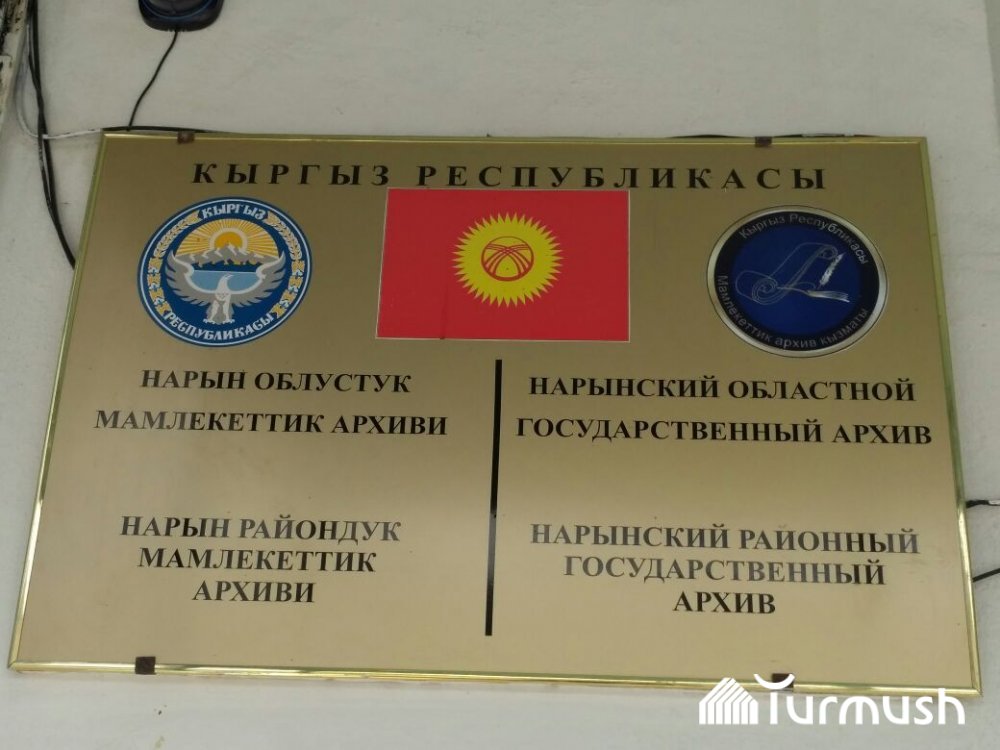 КЫРГЫЗ РЕСПУБЛИКАСЫ
КЫРГЫЗ
РЕСПУБЛИКАСЫ
Кыргыз Республикасы
Мамлекеттик архив кызматы
НАРЫН ОБЛУСТУК
МАМЛЕКЕТТИК АРХИВИ
НАРЫН РАЙОНДУК
МАМЛЕКЕТТИК
АРХИВИ
НАРЫНСКИЙ ОБЛАСТНОЙ
ГОСУДАРСТВЕННЫЙ АРХИВ
НАРЫНСКИЙ РАЙОННЫЙ
ГОСУДАРСТВЕННЫЙ
АРХИВ
Turmush